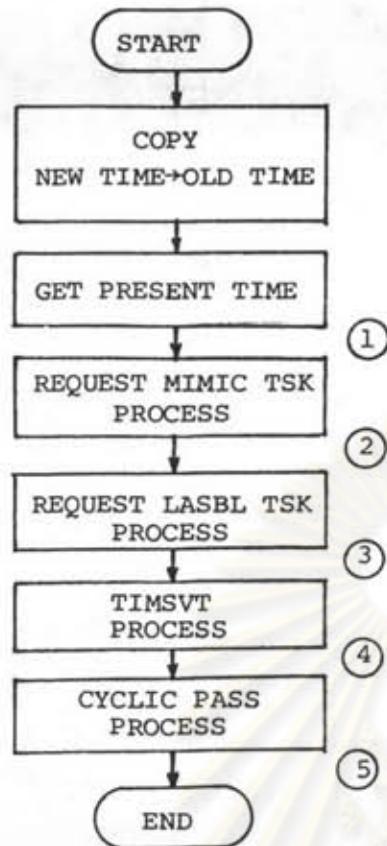 START
COPY
NEW TIME→OLD TIME
GET PRESENT TIME
1
REQUEST MIMIC TSK
PROCESS
2
REQUEST LASBL TSK
PROCESS
3
TIMSVT
PROCESS
4
CYCLIC PASS
PROCESS
5
END